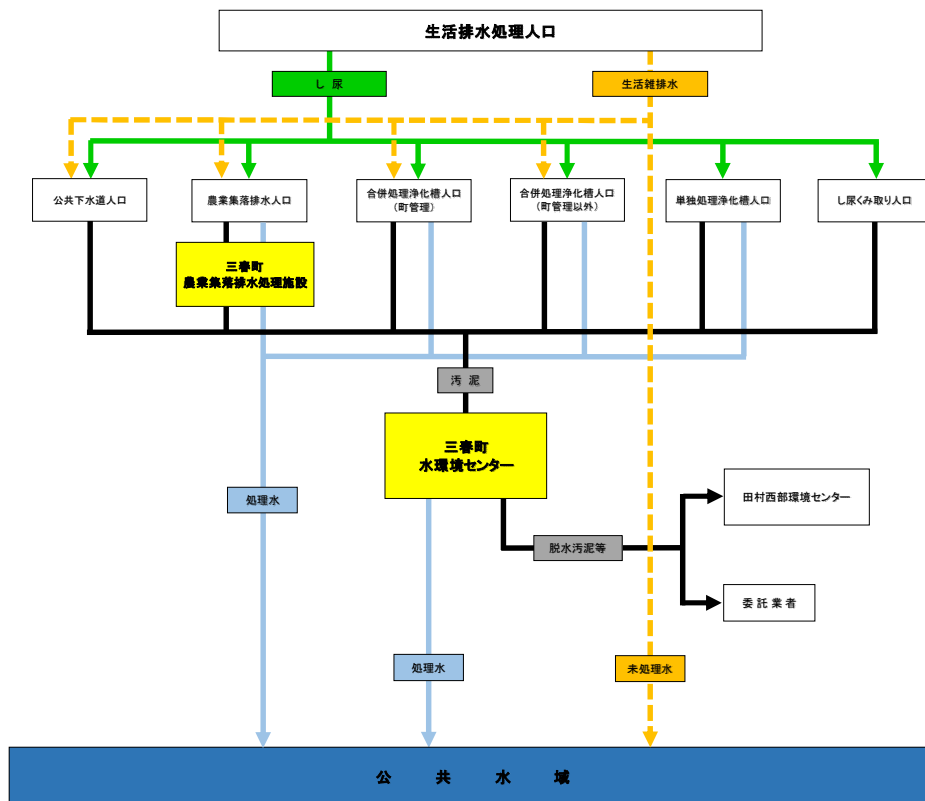 生活排水処理人口
し 尿
生活雑排水
公共下水道人口
農業集落排水人口
合併処理浄化槽人口
（町管理）
合併処理浄化槽人口
（町管理以外）
単独処理浄化槽人口
し尿くみ取り人口
三春町
農業集落排水処理施設
汚 泥
三春町
水環境センター
処理水
田村西部環境センター
脱水汚泥等
委 託 業 者
処理水
未処理水
公 共 水 域